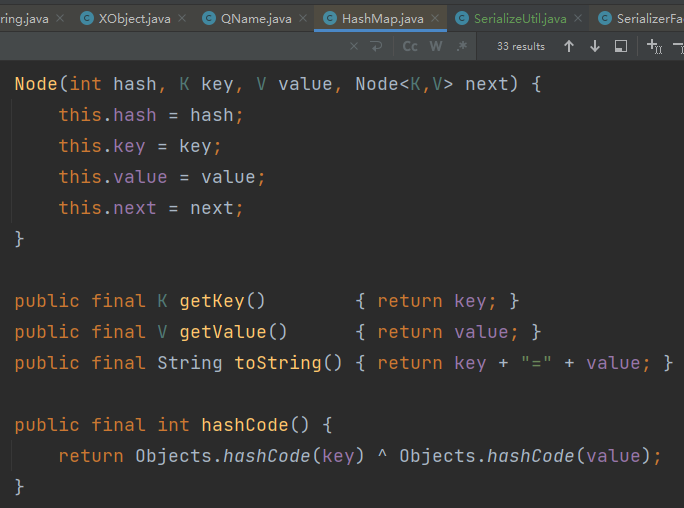 ring.java × XObject.java × QName.java × HashMap.java × SerializeUtil.java × SerializerFa
Cc W .* 33 results
Node(int hash, K key, V value, Node<K,V> next) {
this.hash = hash;
this.key = key;
this.value = value;
this.next = next;
}
public final K getKey() { return key; }
public final V getValue() { return value; }
public final String toString() { return key + "=" + value; }
public final int hashCode() {
return Objects.hashCode(key) ^ Objects.hashCode(value);
}